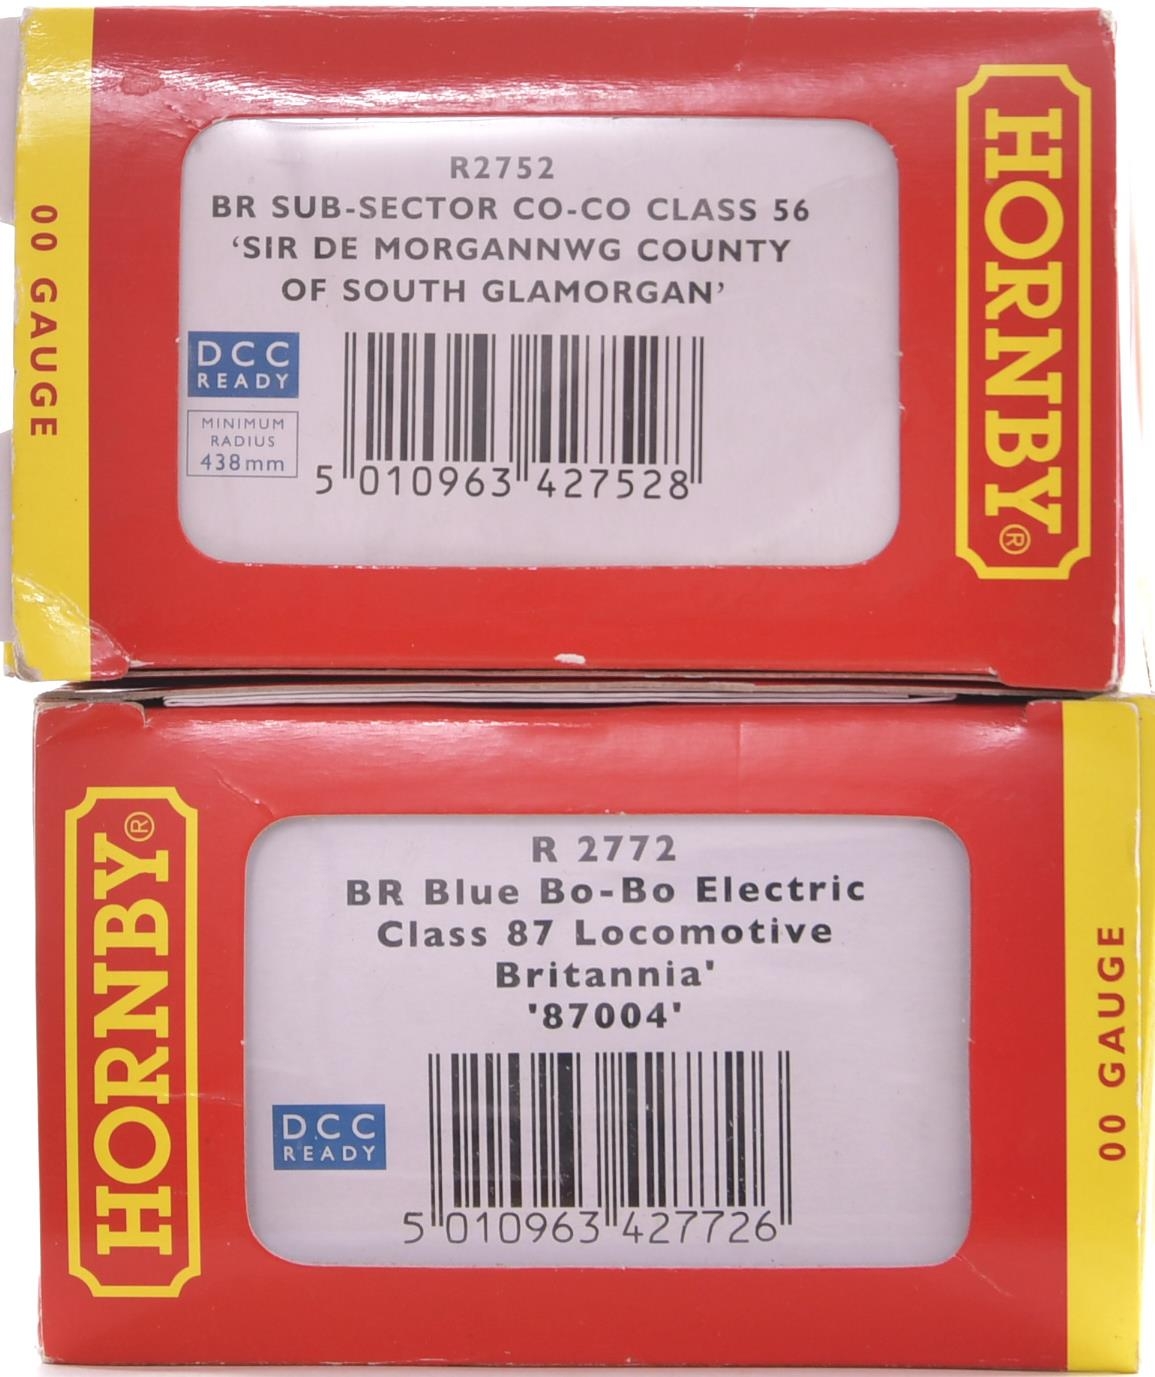 R2752
BR SUB-SECTOR CO-CO CLASS 56
‘SIR DE MORGANNWG COUNTY
OF SOUTH GLAMORGAN’
DCC
READY
MINIMUM
RADIUS
438mm
5 010963 427528
00 GAUGE
HORNBY®
R 2772
BR Blue Bo-Bo Electric
Class 87 Locomotive
Britannia'
'87004'
DCC
READY
5 010963 427726
HORNBY®
00 GAUGE